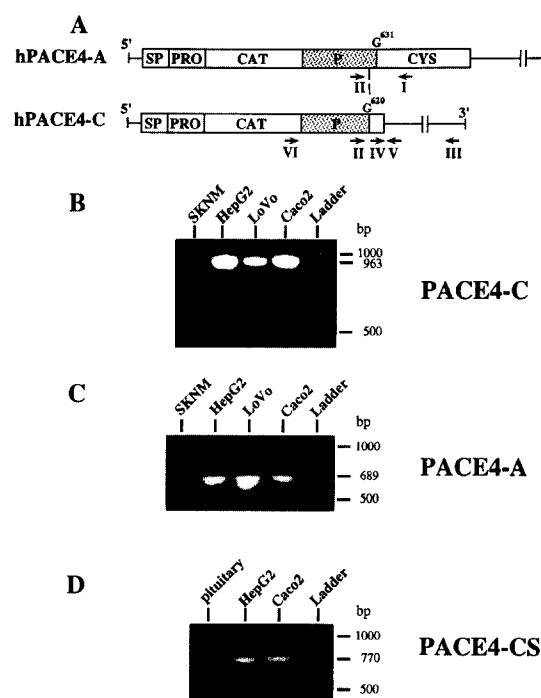 A
G631
5'
hPACE4-A SP PRO CAT P CYS
II I
5' G620 3'
hPACE4-C SP PRO CAT P
VI II IV V III
B
SKNM HepG2 LoVo Caco2 Ladder
bp
1000
963
500
PACE4-C
C
SKNM HepG2 LoVo Caco2 Ladder
bp
1000
689
500
PACE4-A
D
pituitary HepG2 Caco2 Ladder
bp
1000
770
500
PACE4-CS